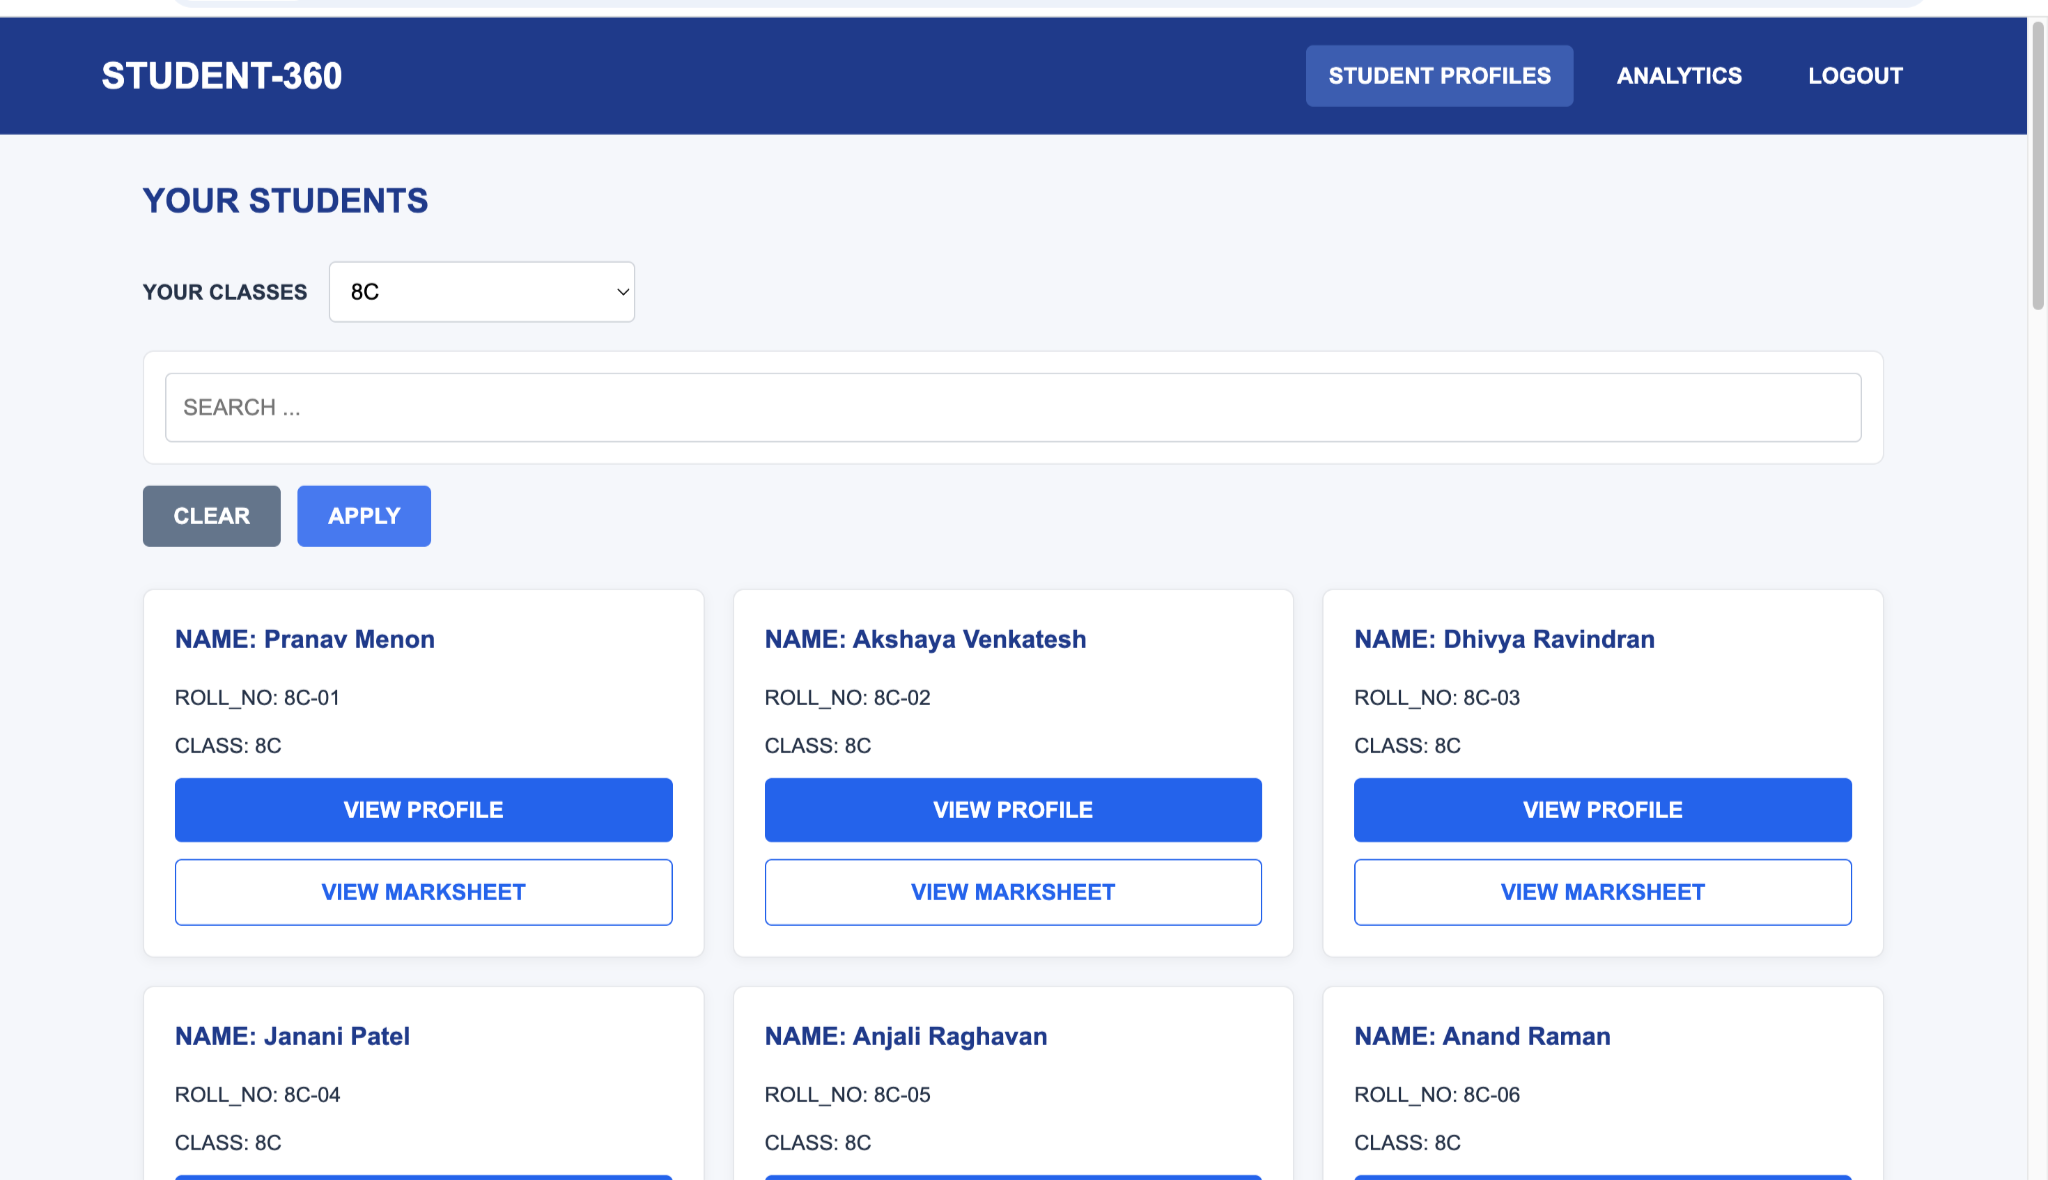 STUDENT-360
STUDENT PROFILES ANALYTICS LOGOUT
YOUR STUDENTS
YOUR CLASSES 8C
SEARCH ...
CLEAR APPLY
NAME: Pranav Menon
ROLL_NO: 8C-01
CLASS: 8C
VIEW PROFILE
VIEW MARKSHEET
NAME: Akshaya Venkatesh
ROLL_NO: 8C-02
CLASS: 8C
VIEW PROFILE
VIEW MARKSHEET
NAME: Dhivya Ravindran
ROLL_NO: 8C-03
CLASS: 8C
VIEW PROFILE
VIEW MARKSHEET
NAME: Janani Patel
ROLL_NO: 8C-04
CLASS: 8C
NAME: Anjali Raghavan
ROLL_NO: 8C-05
CLASS: 8C
NAME: Anand Raman
ROLL_NO: 8C-06
CLASS: 8C